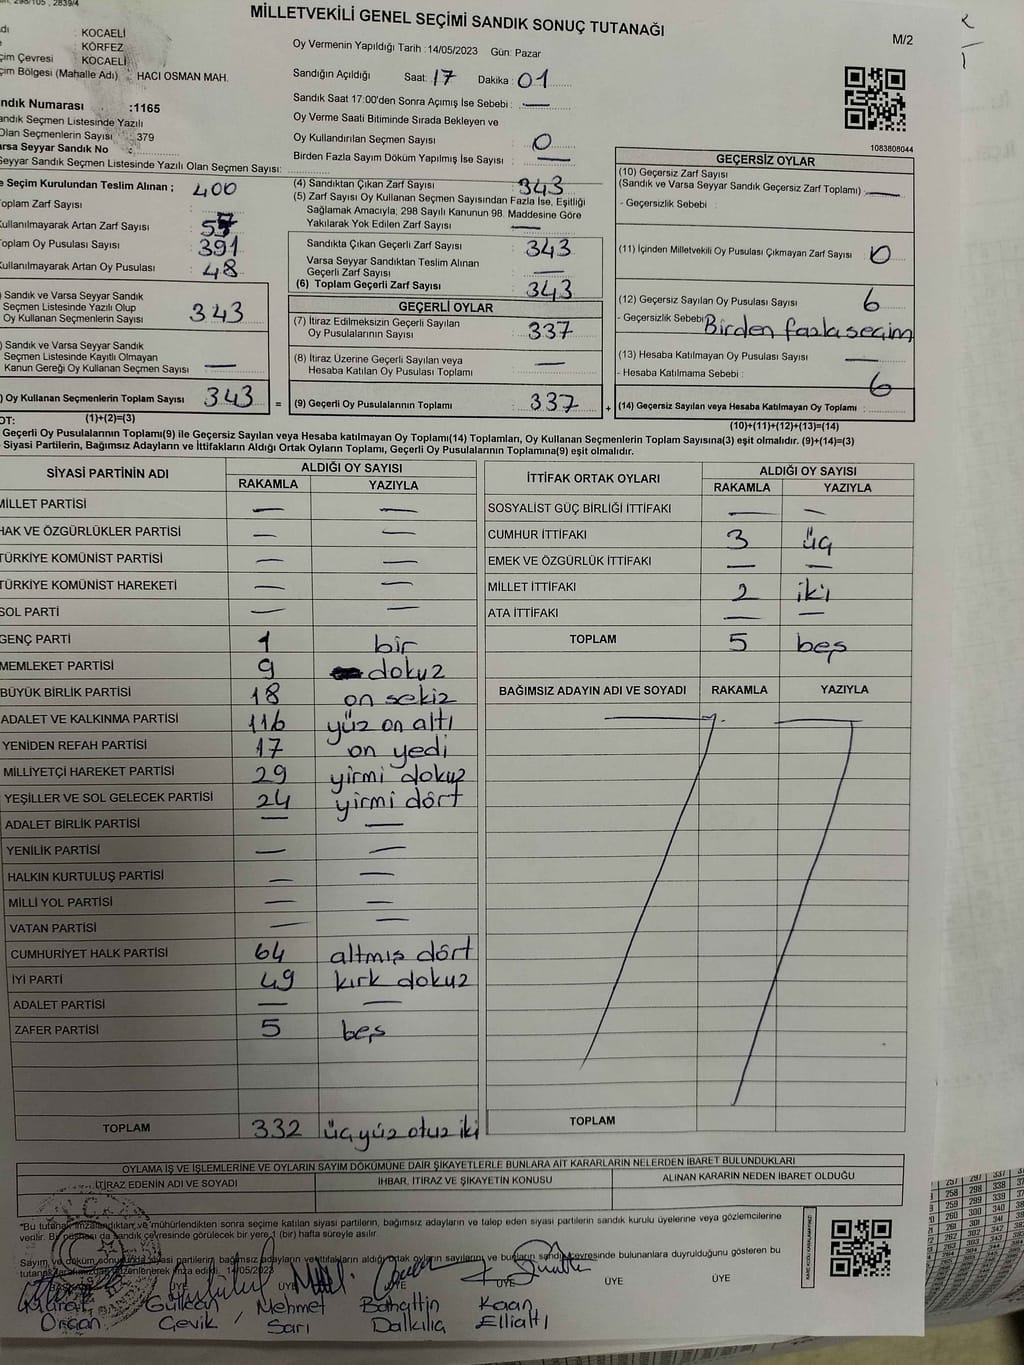 298/105 , 2839/4
MİLLETVEKİLİ GENEL SEÇİMİ SANDIK SONUÇ TUTANAĞI
M/2
: KOCAELİ
: KÖRFEZ
: KOCAELİ
Bölgesi (Mahalle Adı) : HACI OSMAN MAH.
Oy Vermenin Yapıldığı Tarih : 14/05/2023 Gün: Pazar
Sandığın Açıldığı Saat: 17 Dakika : 01
Sandık Saat 17:00'den Sonra Açımış İse Sebebi : —
Oy Verme Saati Bitiminde Sırada Bekleyen ve
Oy Kullandırılan Seçmen Sayısı : 0
Birden Fazla Sayım Döküm Yapılmış İse Sayısı : —
1083808044
Numarası :1165
Sandık Seçmen Listesinde Yazılı
Olan Seçmenlerin Sayısı : 379
Varsa Seyyar Sandık No :
Seyyar Sandık Seçmen Listesinde Yazılı Olan Seçmen Sayısı:
Seçim Kurulundan Teslim Alınan ; 400
Toplam Zarf Sayısı
Kullanılmayarak Artan Zarf Sayısı : 57
Toplam Oy Pusulası Sayısı : 391
Kullanılmayarak Artan Oy Pusulası : 48
Sandık ve Varsa Seyyar Sandık
Seçmen Listesinde Yazılı Olup
Oy Kullanan Seçmenlerin Sayısı : 343
Sandık ve Varsa Seyyar Sandık
Seçmen Listesinde Kayıtlı Olmayan
Kanun Gereği Oy Kullanan Seçmen Sayısı : —
Oy Kullanan Seçmenlerin Toplam Sayısı : 343
(1)+(2)=(3)
(4) Sandıktan Çıkan Zarf Sayısı : 343
(5) Zarf Sayısı Oy Kullanan Seçmen Sayısından Fazla İse, Eşitliği
Sağlamak Amacıyla, 298 Sayılı Kanunun 98. Maddesine Göre
Yakılarak Yok Edilen Zarf Sayısı : —
Sandıkta Çıkan Geçerli Zarf Sayısı : 343
Varsa Seyyar Sandıktan Teslim Alınan
Geçerli Zarf Sayısı : —
(6) Toplam Geçerli Zarf Sayısı : 343
GEÇERLİ OYLAR
(7) İtiraz Edilmeksizin Geçerli Sayılan
Oy Pusulalarının Sayısı : 337
(8) İtiraz Üzerine Geçerli Sayılan veya
Hesaba Katılan Oy Pusulası Toplamı : —
= (9) Geçerli Oy Pusulalarının Toplamı : 337
GEÇERSİZ OYLAR
(10) Geçersiz Zarf Sayısı
(Sandık ve Varsa Seyyar Sandık Geçersiz Zarf Toplamı) : —
- Geçersizlik Sebebi :
(11) İçinden Milletvekili Oy Pusulası Çıkmayan Zarf Sayısı : 0
(12) Geçersiz Sayılan Oy Pusulası Sayısı : 6
- Geçersizlik Sebebi : Birden fazla seçim
(13) Hesaba Katılmayan Oy Pusulası Sayısı : —
- Hesaba Katılmama Sebebi :
+ (14) Geçersiz Sayılan veya Hesaba Katılmayan Oy Toplamı : 6
(10)+(11)+(12)+(13)=(14)
Geçerli Oy Pusulalarının Toplamı(9) ile Geçersiz Sayılan veya Hesaba katılmayan Oy Toplamı(14) Toplamları, Oy Kullanan Seçmenlerin Toplam Sayısına(3) eşit olmalıdır. (9)+(14)=(3)
Siyasi Partilerin, Bağımsız Adayların ve İttifakların Aldığı Ortak Oyların Toplamı, Geçerli Oy Pusulalarının Toplamına(9) eşit olmalıdır.
SİYASİ PARTİNİN ADI ALDIĞI OY SAYISI
RAKAMLA YAZIYLA
MİLLET PARTİSİ — —
HAK VE ÖZGÜRLÜKLER PARTİSİ — —
TÜRKİYE KOMÜNİST PARTİSİ — —
TÜRKİYE KOMÜNİST HAREKETİ — —
SOL PARTİ — —
GENÇ PARTİ 1 bir
MEMLEKET PARTİSİ 9 dokuz
BÜYÜK BİRLİK PARTİSİ 18 on sekiz
ADALET VE KALKINMA PARTİSİ 116 yüz on altı
YENİDEN REFAH PARTİSİ 17 on yedi
MİLLİYETÇİ HAREKET PARTİSİ 29 yirmi dokuz
YEŞİLLER VE SOL GELECEK PARTİSİ 24 yirmi dört
ADALET BİRLİK PARTİSİ — —
YENİLİK PARTİSİ — —
HALKIN KURTULUŞ PARTİSİ — —
MİLLİ YOL PARTİSİ — —
VATAN PARTİSİ — —
CUMHURİYET HALK PARTİSİ 64 altmış dört
İYİ PARTİ 49 kırk dokuz
ADALET PARTİSİ — —
ZAFER PARTİSİ 5 beş
TOPLAM 332 üç yüz otuz iki
İTTİFAK ORTAK OYLARI ALDIĞI OY SAYISI
RAKAMLA YAZIYLA
SOSYALİST GÜÇ BİRLİĞİ İTTİFAKI — —
CUMHUR İTTİFAKI 3 üç
EMEK VE ÖZGÜRLÜK İTTİFAKI — —
MİLLET İTTİFAKI 2 iki
ATA İTTİFAKI — —
TOPLAM 5 beş
BAĞIMSIZ ADAYIN ADI VE SOYADI RAKAMLA YAZIYLA
TOPLAM
OYLAMA İŞ VE İŞLEMLERİNE VE OYLARIN SAYIM DÖKÜMÜNE DAİR ŞİKAYETLERLE BUNLARA AİT KARARLARIN NELERDEN İBARET BULUNDUKLARI
İTİRAZ EDENİN ADI VE SOYADI İHBAR, İTİRAZ VE ŞİKAYETİN KONUSU ALINAN KARARIN NEDEN İBARET OLDUĞU
"Bu tutanak imzalandıktan ve mühürlendikten sonra seçime katılan siyasi partilerin, bağımsız adayların ve talep eden siyasi partilerin sandık kurulu üyelerine veya gözlemcilerine
verilir. Bir da sandık çevresinde görülecek bir yere 1 (bir) hafta süreyle asılır.
Sayım ve döküm sonunda siyasi partilerin bağımsız adayların ve ittifakların aldığı ortak oyların sayılarını ve bunların sandık çevresinde bulunanlara duyurulduğunu gösteren bu
tutanak tarafımızdan düzenlenerek imza edildi. 14/05/2023
ÜYE ÜYE ÜYE ÜYE ÜYE
Murat Gülcan Mehmet Bahattin Kaan
Orcan Çevik Sarı Dalkılıç Ellialtı